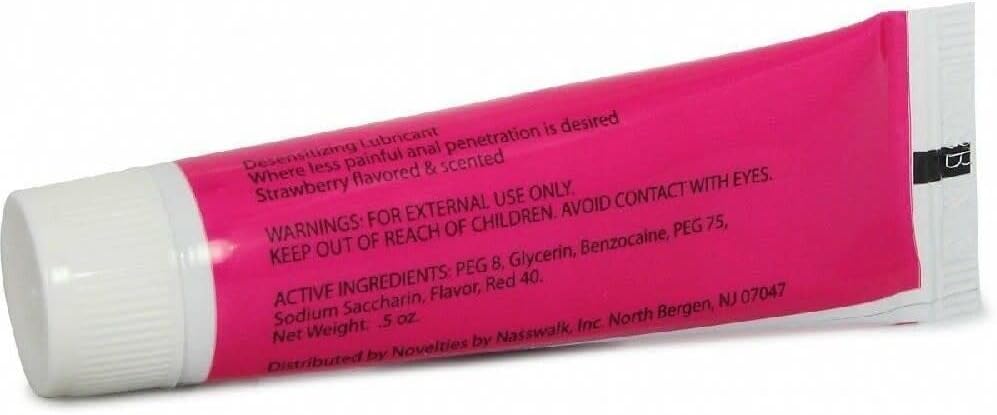 Desensitizing Lubricant
Where less painful anal penetration is desired
Strawberry flavored & scented
WARNINGS: FOR EXTERNAL USE ONLY.
KEEP OUT OF REACH OF CHILDREN. AVOID CONTACT WITH EYES.
ACTIVE INGREDIENTS: PEG 8, Glycerin, Benzocaine, PEG 75,
Sodium Saccharin, Flavor, Red 40.
Net Weight: .5 oz.
Distributed by Novelties by Nasswalk, Inc. North Bergen, NJ 07047